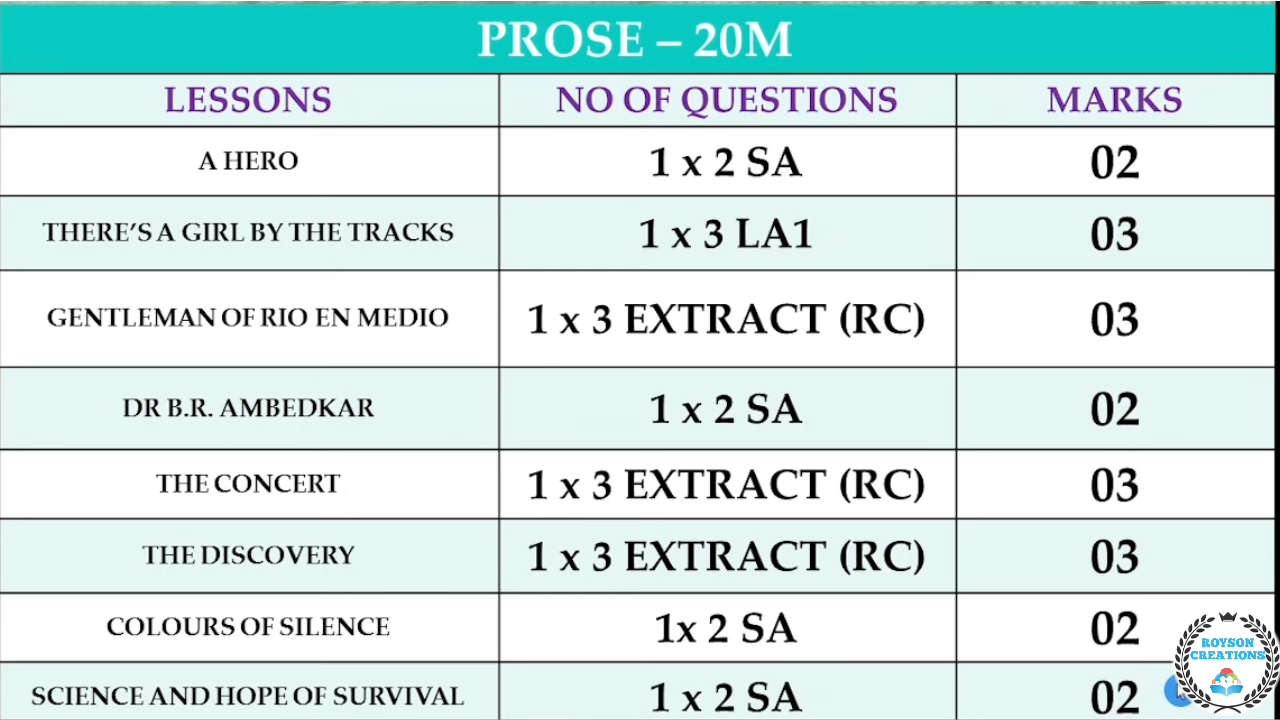 PROSE – 20M
LESSONS NO OF QUESTIONS MARKS
A HERO 1 x 2 SA 02
THERE'S A GIRL BY THE TRACKS 1 x 3 LA1 03
GENTLEMAN OF RIO EN MEDIO 1 x 3 EXTRACT (RC) 03
DR B.R. AMBEDKAR 1 x 2 SA 02
THE CONCERT 1 x 3 EXTRACT (RC) 03
THE DISCOVERY 1 x 3 EXTRACT (RC) 03
COLOURS OF SILENCE 1x 2 SA 02
SCIENCE AND HOPE OF SURVIVAL 1 x 2 SA 02
ROYSON
CREATIONS